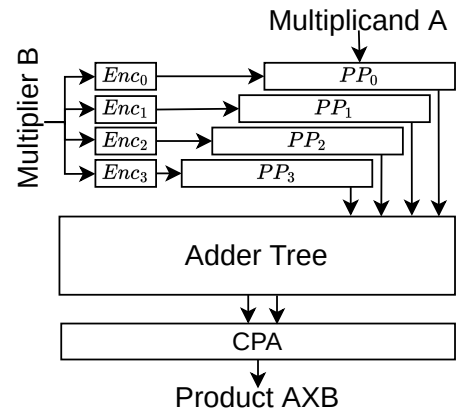 Multiplicand A
Multiplier B
Enc₀ PP₀
Enc₁ PP₁
Enc₂ PP₂
Enc₃ PP₃
Adder Tree
CPA
Product AXB